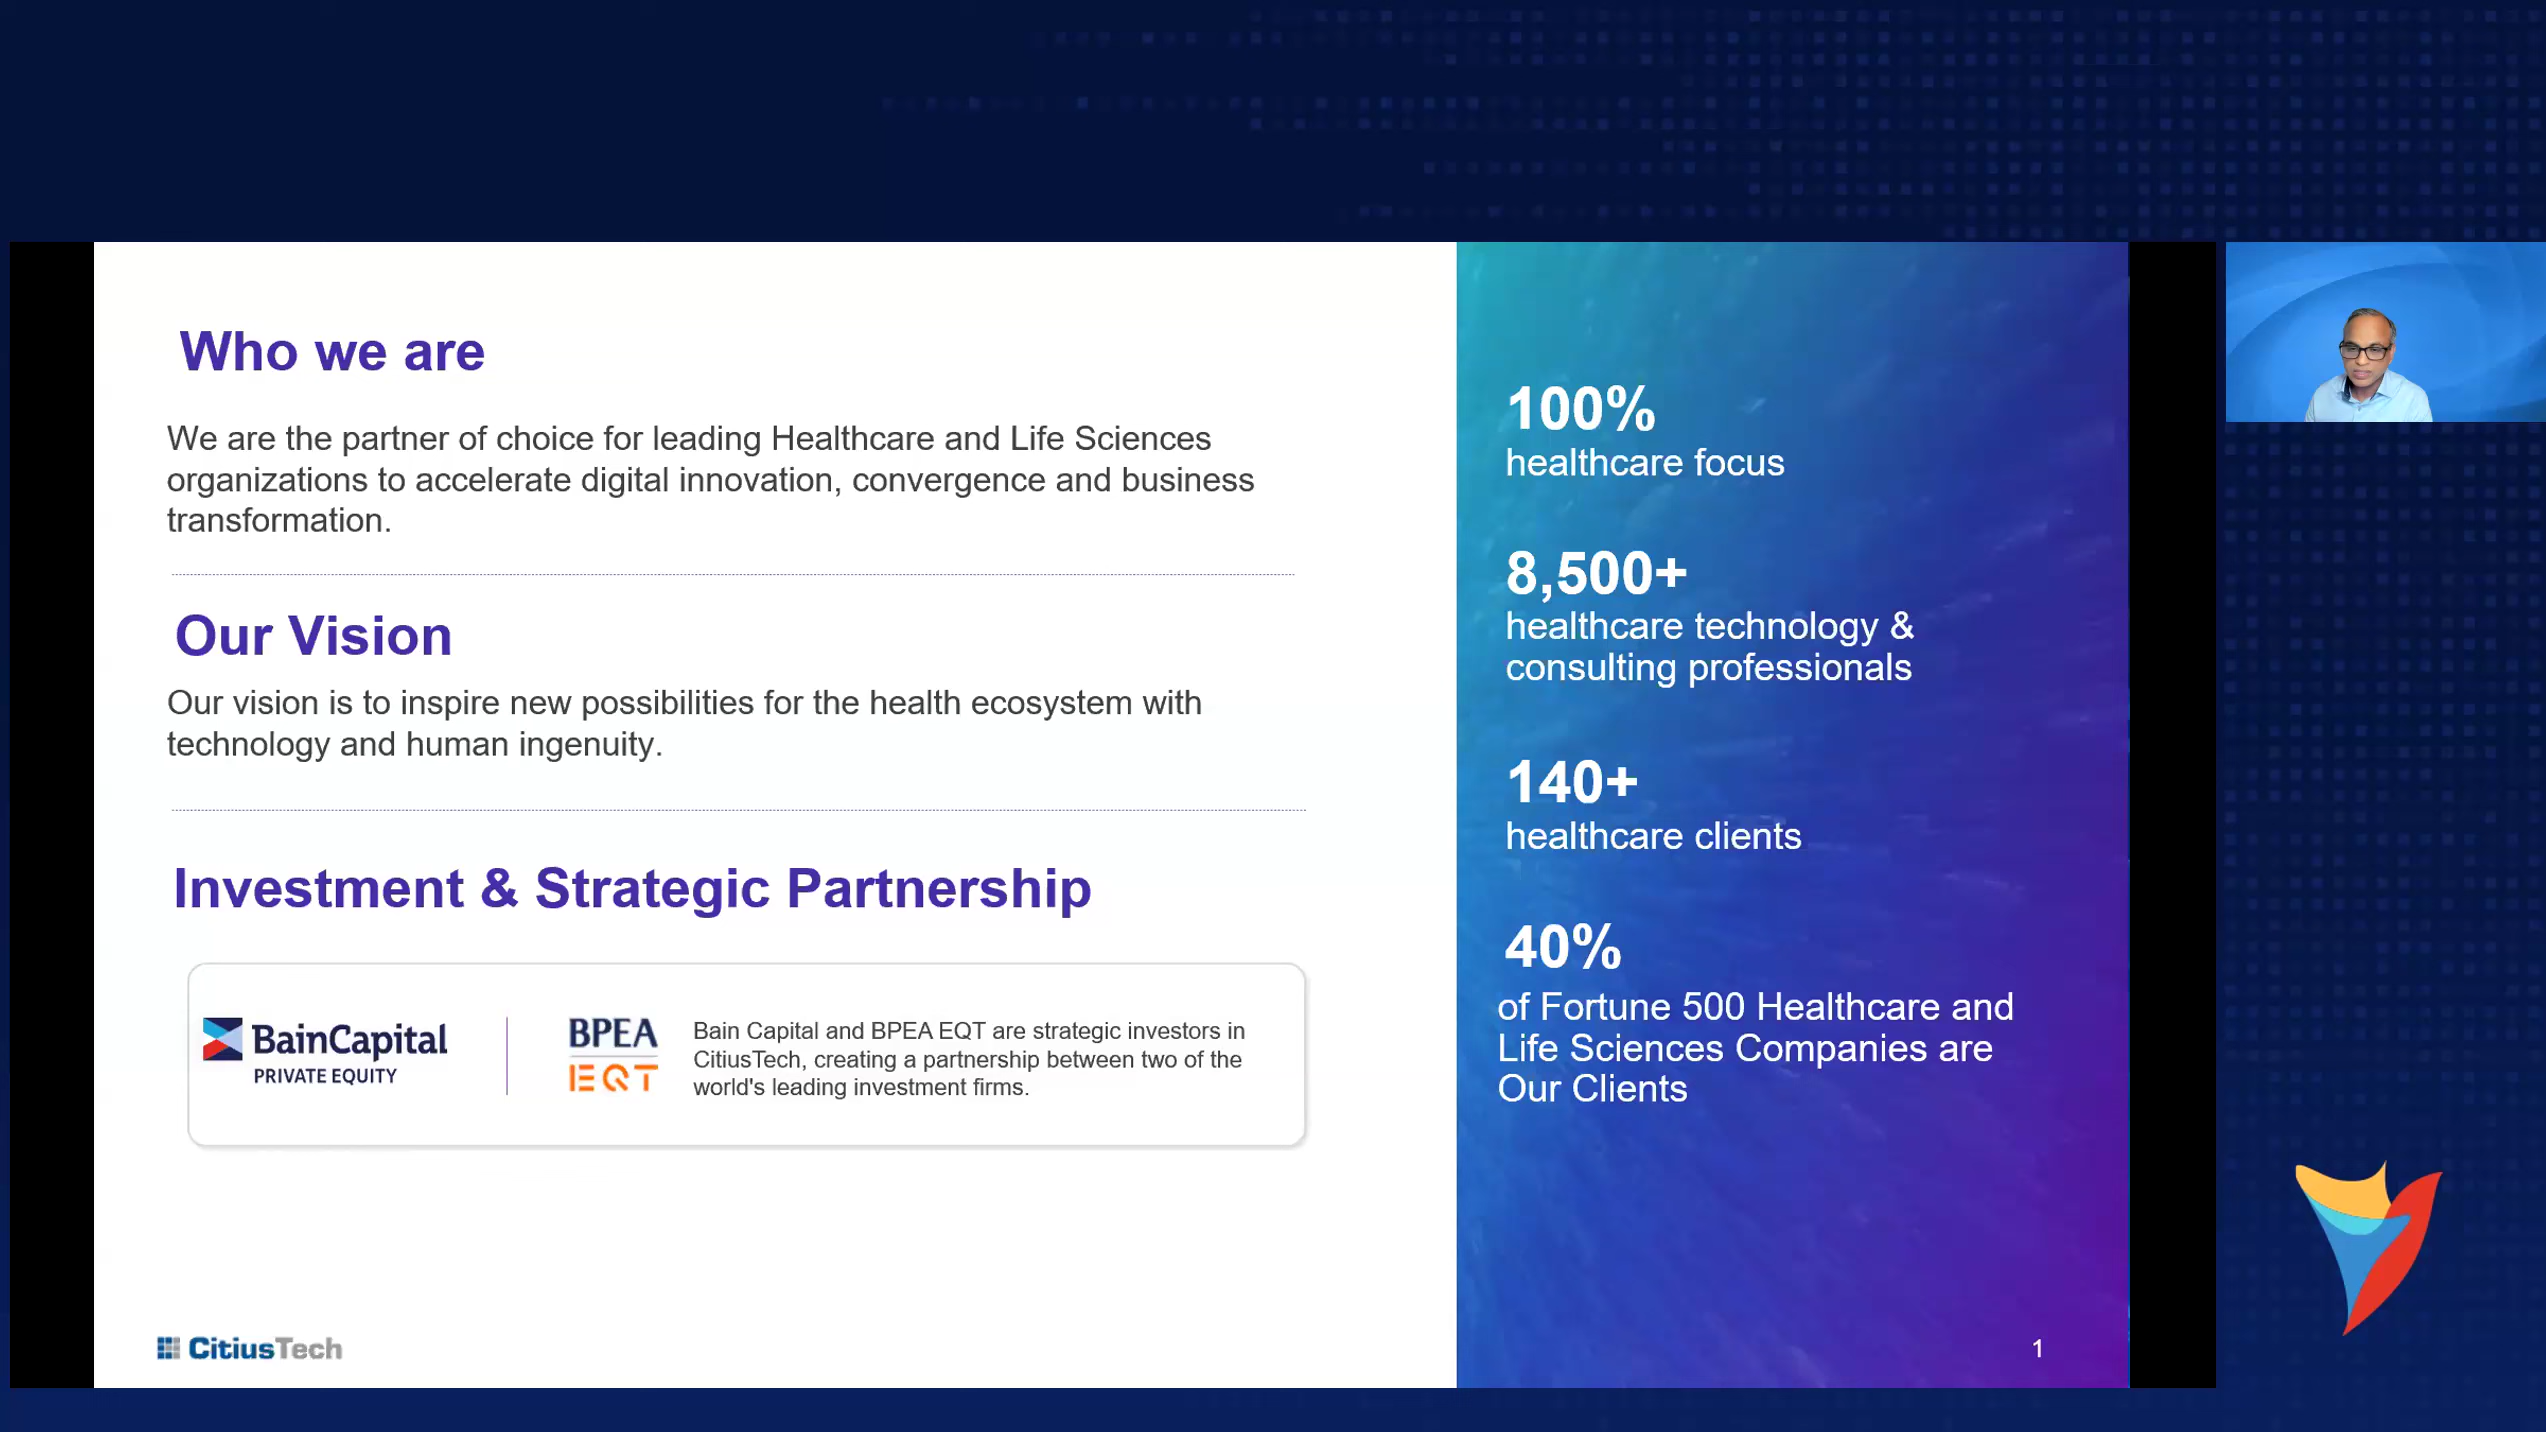 Who we are
We are the partner of choice for leading Healthcare and Life Sciences
organizations to accelerate digital innovation, convergence and business
transformation.
Our Vision
Our vision is to inspire new possibilities for the health ecosystem with
technology and human ingenuity.
Investment & Strategic Partnership
BainCapital
PRIVATE EQUITY
BPEA
EQT
Bain Capital and BPEA EQT are strategic investors in
CitiusTech, creating a partnership between two of the
world's leading investment firms.
CitiusTech
100%
healthcare focus
8,500+
healthcare technology &
consulting professionals
140+
healthcare clients
40%
of Fortune 500 Healthcare and
Life Sciences Companies are
Our Clients
1